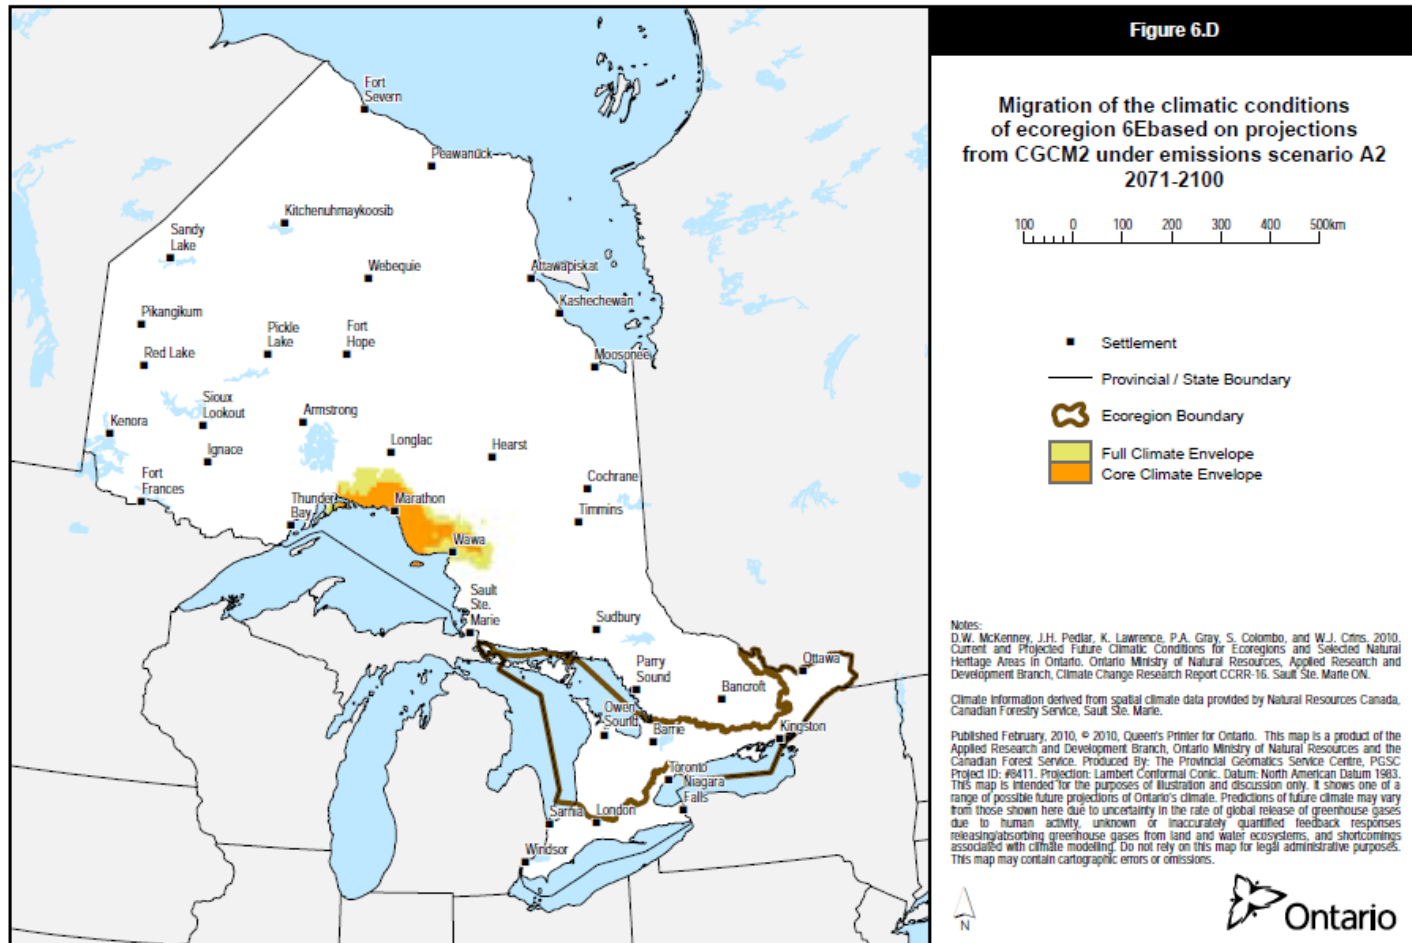 Fort
Severn
Peawanuck
Kitchenuhmaykoosib
Sandy
Lake
Webequie
Attawapiskat
Kashechewan
Pikangikum
Pickle
Lake
Fort
Hope
Red Lake
Moosonee
Sioux
Lookout
Armstrong
Kenora
Longlac
Hearst
Ignace
Fort
Frances
Cochrane
Thunder
Bay
Marathon
Timmins
Wawa
Sault
Ste.
Marie
Sudbury
Parry
Sound
Ottawa
Bancroft
Owen
Sound
Barrie
Kingston
Toronto
Niagara
Falls
Sarnia
London
Windsor
Figure 6.D
Migration of the climatic conditions
of ecoregion 6Ebased on projections
from CGCM2 under emissions scenario A2
2071-2100
100 0 100 200 300 400 500km
Settlement
Provincial / State Boundary
Ecoregion Boundary
Full Climate Envelope
Core Climate Envelope
Notes:
D.W. McKenney, J.H. Pedlar, K. Lawrence, P.A. Gray, S. Colombo, and W.J. Crins. 2010.
Current and Projected Future Climatic Conditions for Ecoregions and Selected Natural
Heritage Areas in Ontario. Ontario Ministry of Natural Resources, Applied Research and
Development Branch, Climate Change Research Report CCRR-16. Sault Ste. Marie ON.
Climate information derived from spatial climate data provided by Natural Resources Canada,
Canadian Forestry Service, Sault Ste. Marie.
Published February, 2010, © 2010, Queen's Printer for Ontario. This map is a product of the
Applied Research and Development Branch, Ontario Ministry of Natural Resources and the
Canadian Forest Service. Produced By: The Provincial Geomatics Service Centre, PGSC
Project ID: #8411. Projection: Lambert Conformal Conic. Datum: North American Datum 1983.
This map is intended for the purposes of illustration and discussion only. It shows one of a
range of possible future projections of Ontario's climate. Predictions of future climate may vary
from those shown here due to uncertainty in the rate of global release of greenhouse gases
due to human activity, unknown or inaccurately quantified feedback responses
releasing/absorbing greenhouse gases from land and water ecosystems, and shortcomings
associated with climate modelling. Do not rely on this map for legal administrative purposes.
This map may contain cartographic errors or omissions.
N
Ontario